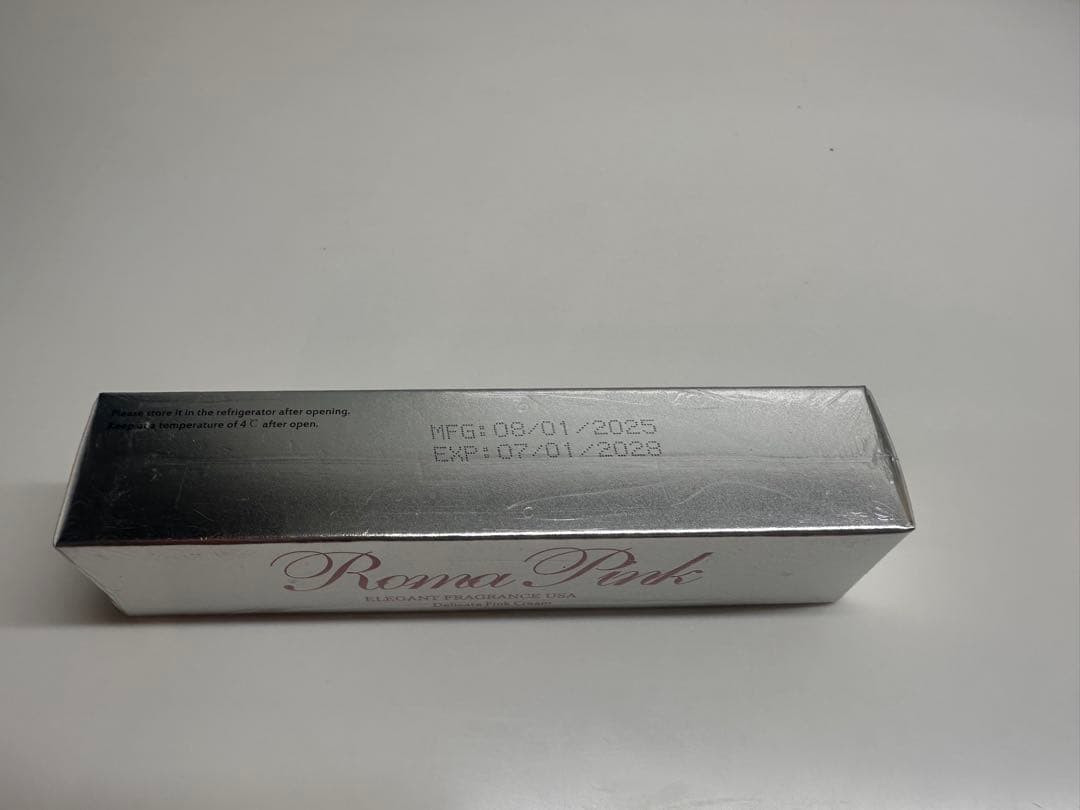 Please store it in the refrigerator after opening.
Keep at a temperature of 4 C after open.
MFG:08/01/2025
EXP:07/01/2028
Roma Pink
ELEGANT FRAGRANCE USA
Delicate Pink Cream